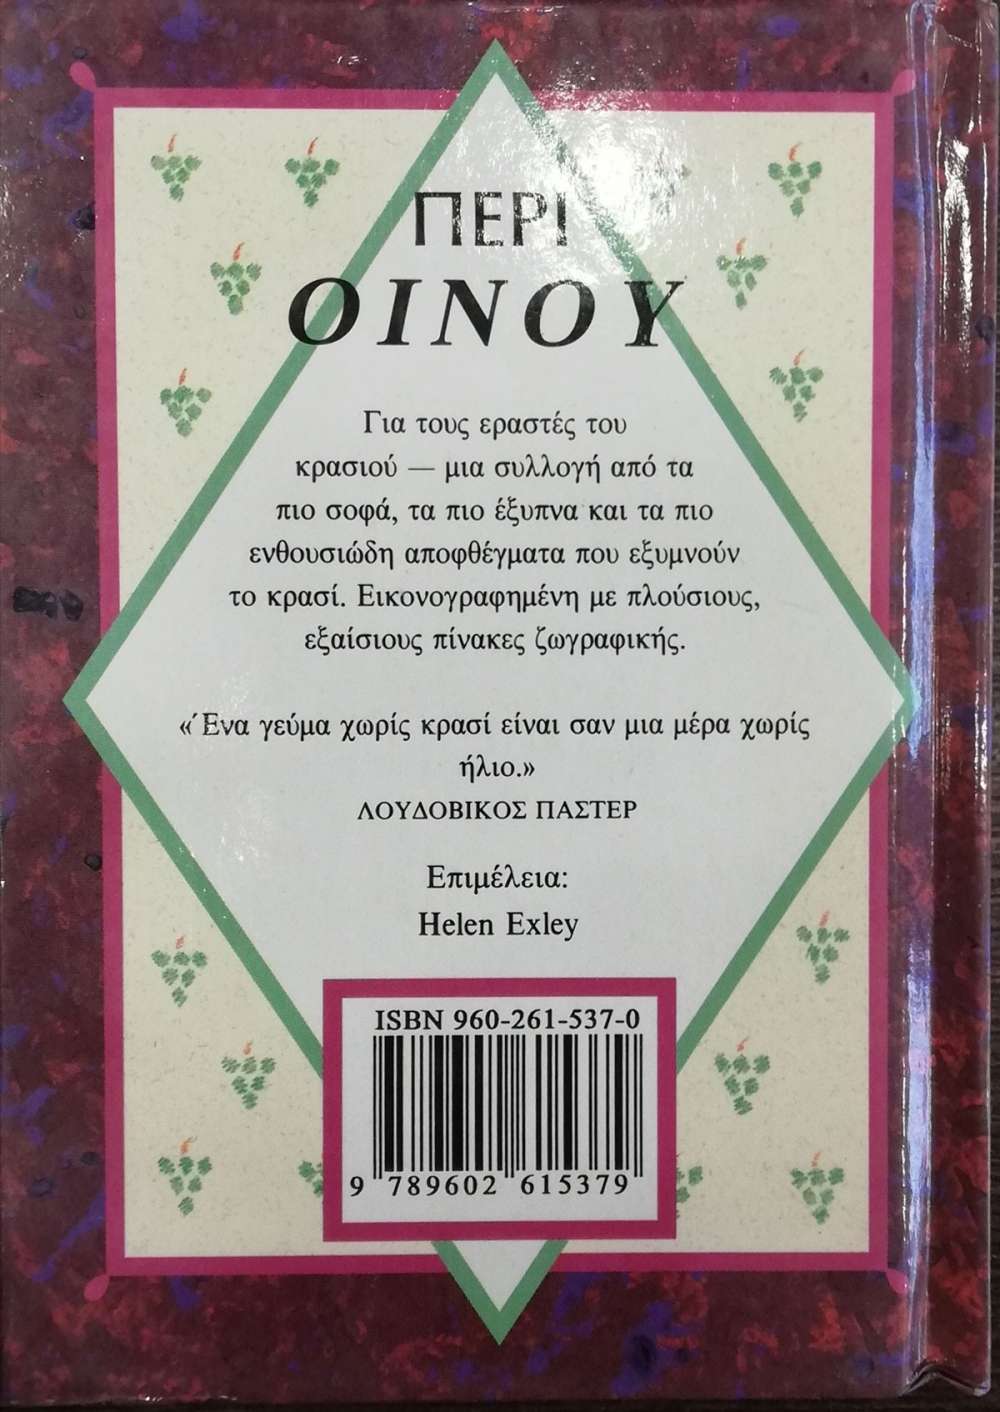 ΠΕΡΙ
ΟΙΝΟΥ
Για τους εραστές του
κρασιού — μια συλλογή από τα
πιο σοφά, τα πιο έξυπνα και τα πιο
ενθουσιώδη αποφθέγματα που εξυμνούν
το κρασί. Εικονογραφημένη με πλούσιους,
εξαίσιους πίνακες ζωγραφικής.
«Ένα γεύμα χωρίς κρασί είναι σαν μια μέρα χωρίς
ήλιο.»
ΛΟΥΔΟΒΙΚΟΣ ΠΑΣΤΕΡ
Επιμέλεια:
Helen Exley
ISBN 960-261-537-0
9 789602 615379